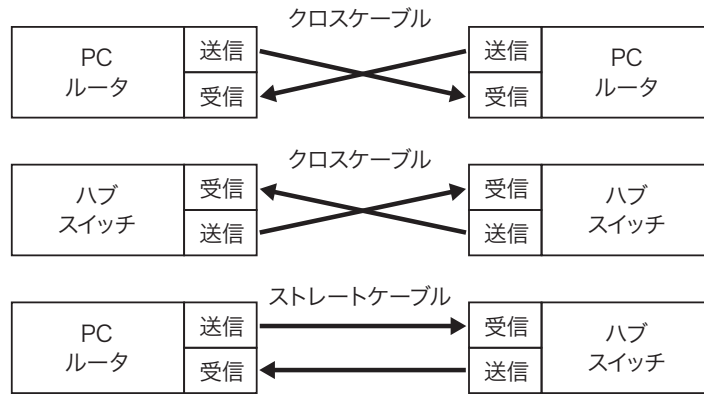 クロスケーブル
PC
ルータ
送信
受信
送信
受信
PC
ルータ
クロスケーブル
ハブ
スイッチ
受信
送信
受信
送信
ハブ
スイッチ
ストレートケーブル
PC
ルータ
送信
受信
受信
送信
ハブ
スイッチ